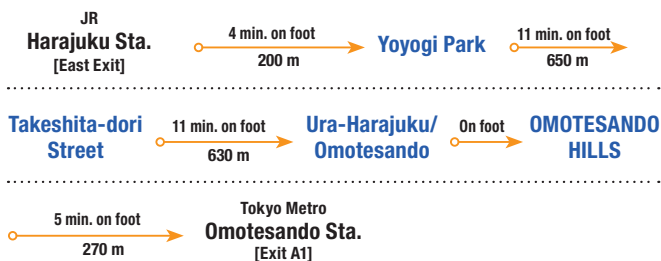 JR
Harajuku Sta.
[East Exit]
4 min. on foot
200 m
Yoyogi Park
11 min. on foot
650 m
Takeshita-dori
Street
11 min. on foot
630 m
Ura-Harajuku/
Omotesando
On foot
OMOTESANDO
HILLS
5 min. on foot
270 m
Tokyo Metro
Omotesando Sta.
[Exit A1]